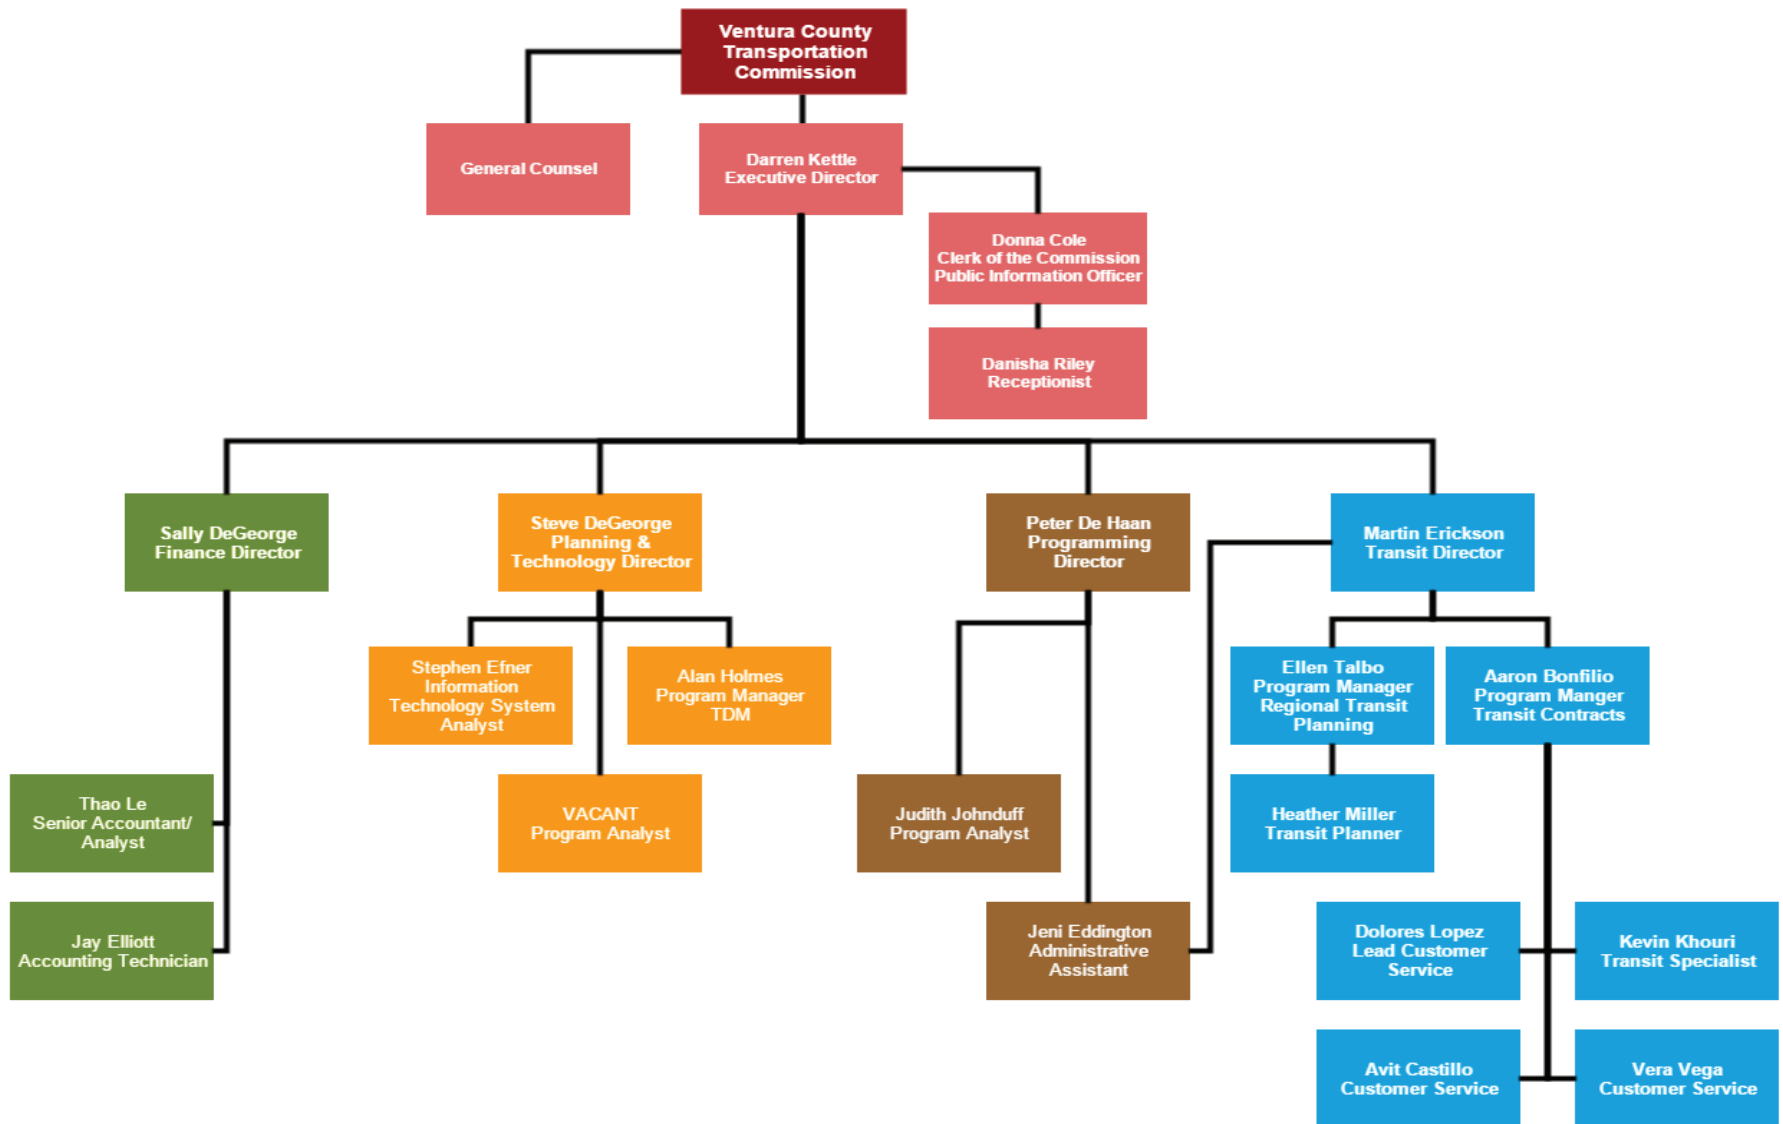 Ventura County
Transportation
Commission
General Counsel
Darren Kettle
Executive Director
Donna Cole
Clerk of the Commission
Public Information Officer
Danisha Riley
Receptionist
Sally DeGeorge
Finance Director
Steve DeGeorge
Planning &
Technology Director
Peter De Haan
Programming
Director
Martin Erickson
Transit Director
Stephen Efner
Information
Technology System
Analyst
Alan Holmes
Program Manager
TDM
Ellen Talbo
Program Manager
Regional Transit
Planning
Aaron Bonfilio
Program Manger
Transit Contracts
Thao Le
Senior Accountant/
Analyst
VACANT
Program Analyst
Judith Johnduff
Program Analyst
Heather Miller
Transit Planner
Jay Elliott
Accounting Technician
Jeni Eddington
Administrative
Assistant
Dolores Lopez
Lead Customer
Service
Kevin Khouri
Transit Specialist
Avit Castillo
Customer Service
Vera Vega
Customer Service